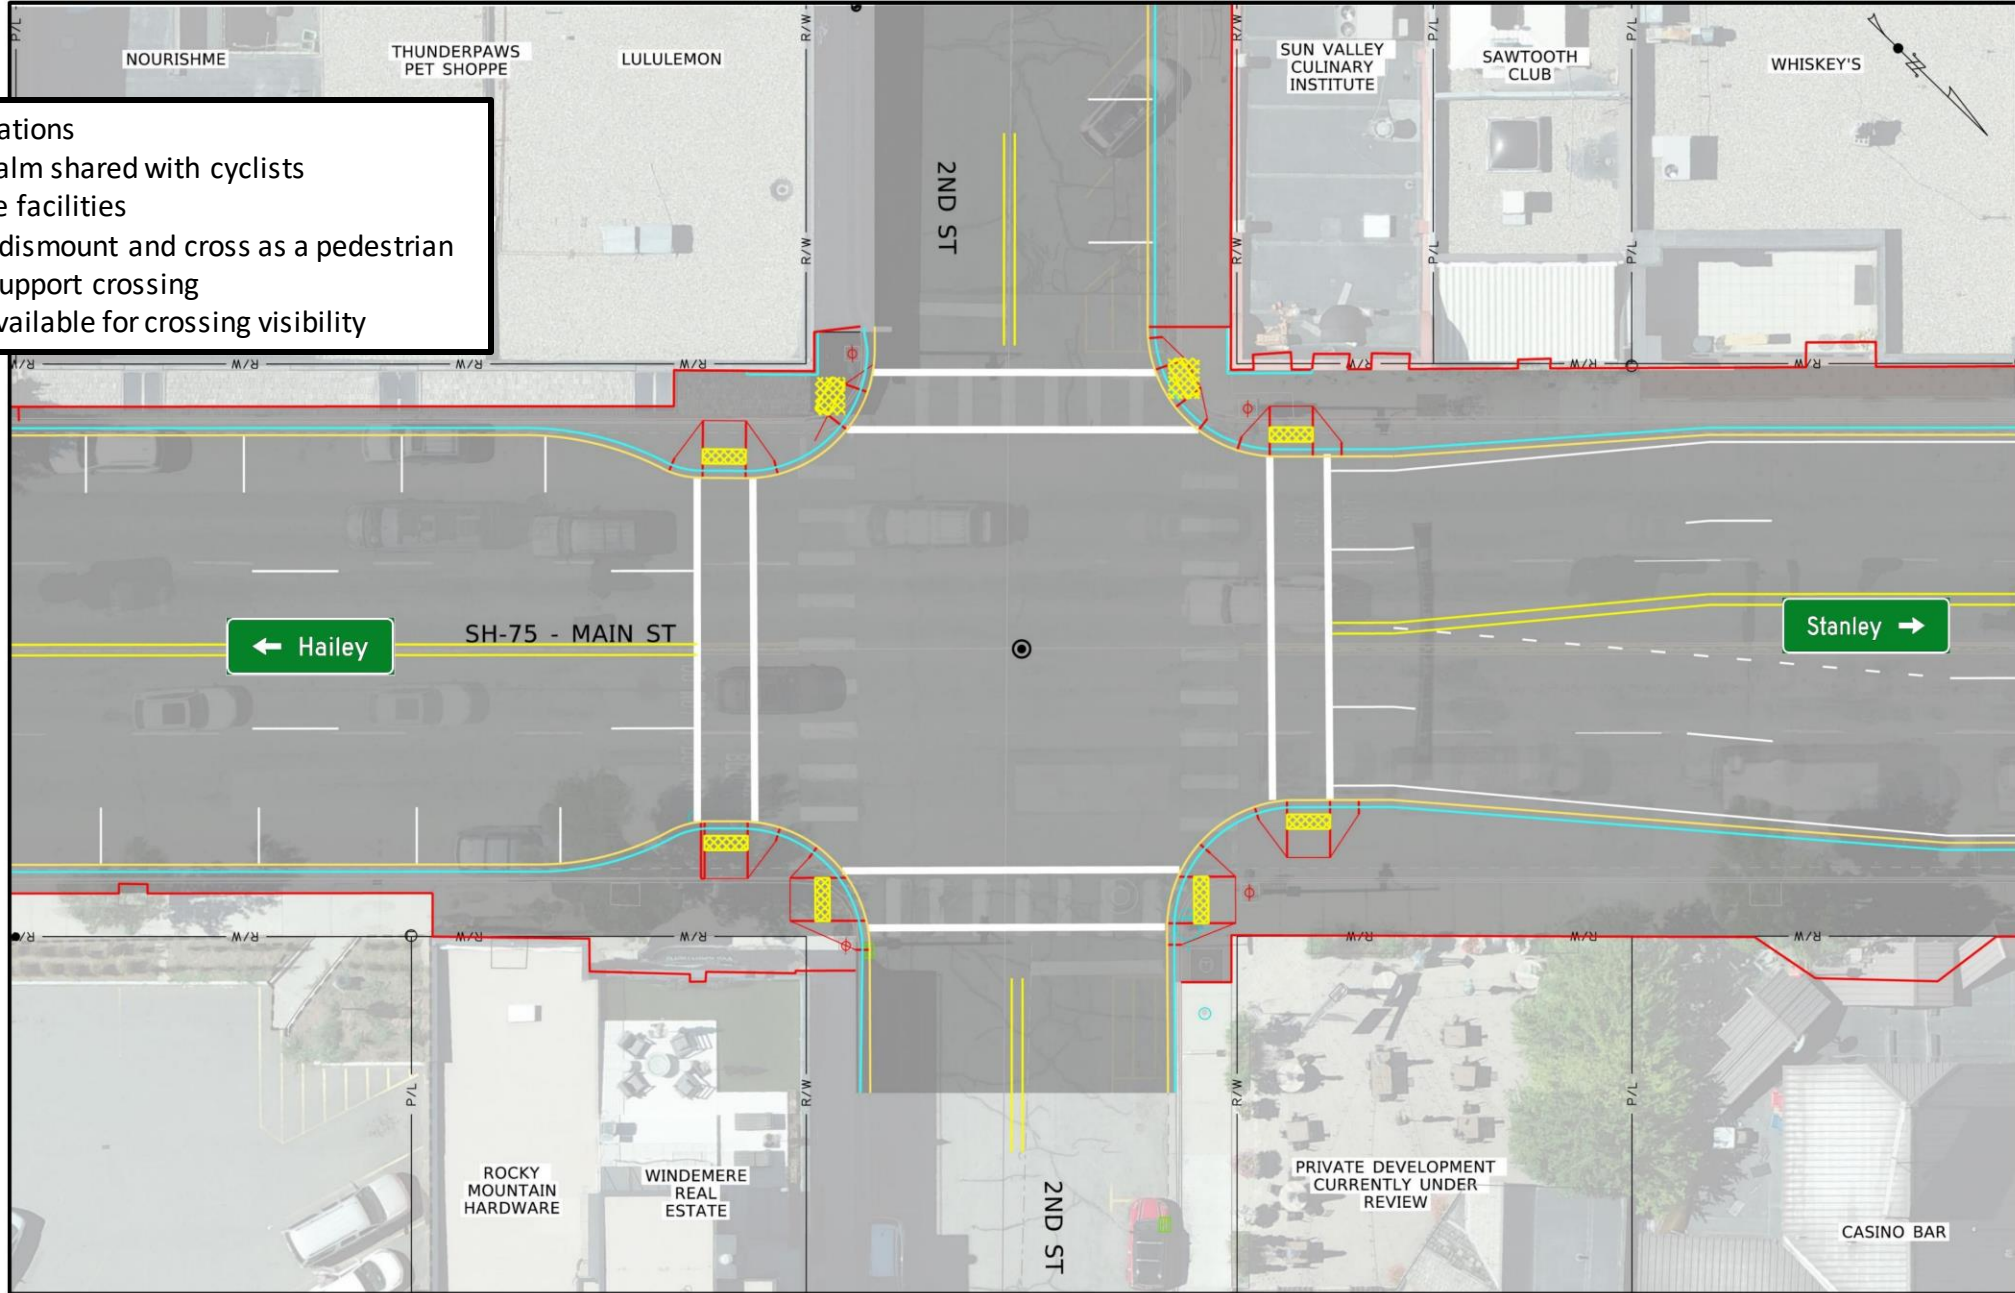 P/L
R/W
R/W
P/L
P/L
NOURISHME
THUNDERPAWS
PET SHOPPE
LULULEMON
SUN VALLEY
CULINARY
INSTITUTE
SAWTOOTH
CLUB
WHISKEY'S
ations
alm shared with cyclists
e facilities
dismount and cross as a pedestrian
upport crossing
vailable for crossing visibility
2ND ST
R/W
R/W
P/L
P/L
R/W
R/W
R/W
R/W
R/W
R/W
R/W
SH-75 - MAIN ST
← Hailey
Stanley →
R/W
R/W
R/W
R/W
R/W
R/W
R/W
P/L
R/W
R/W
P/L
ROCKY
MOUNTAIN
HARDWARE
WINDEMERE
REAL
ESTATE
2ND ST
PRIVATE DEVELOPMENT
CURRENTLY UNDER
REVIEW
CASINO BAR